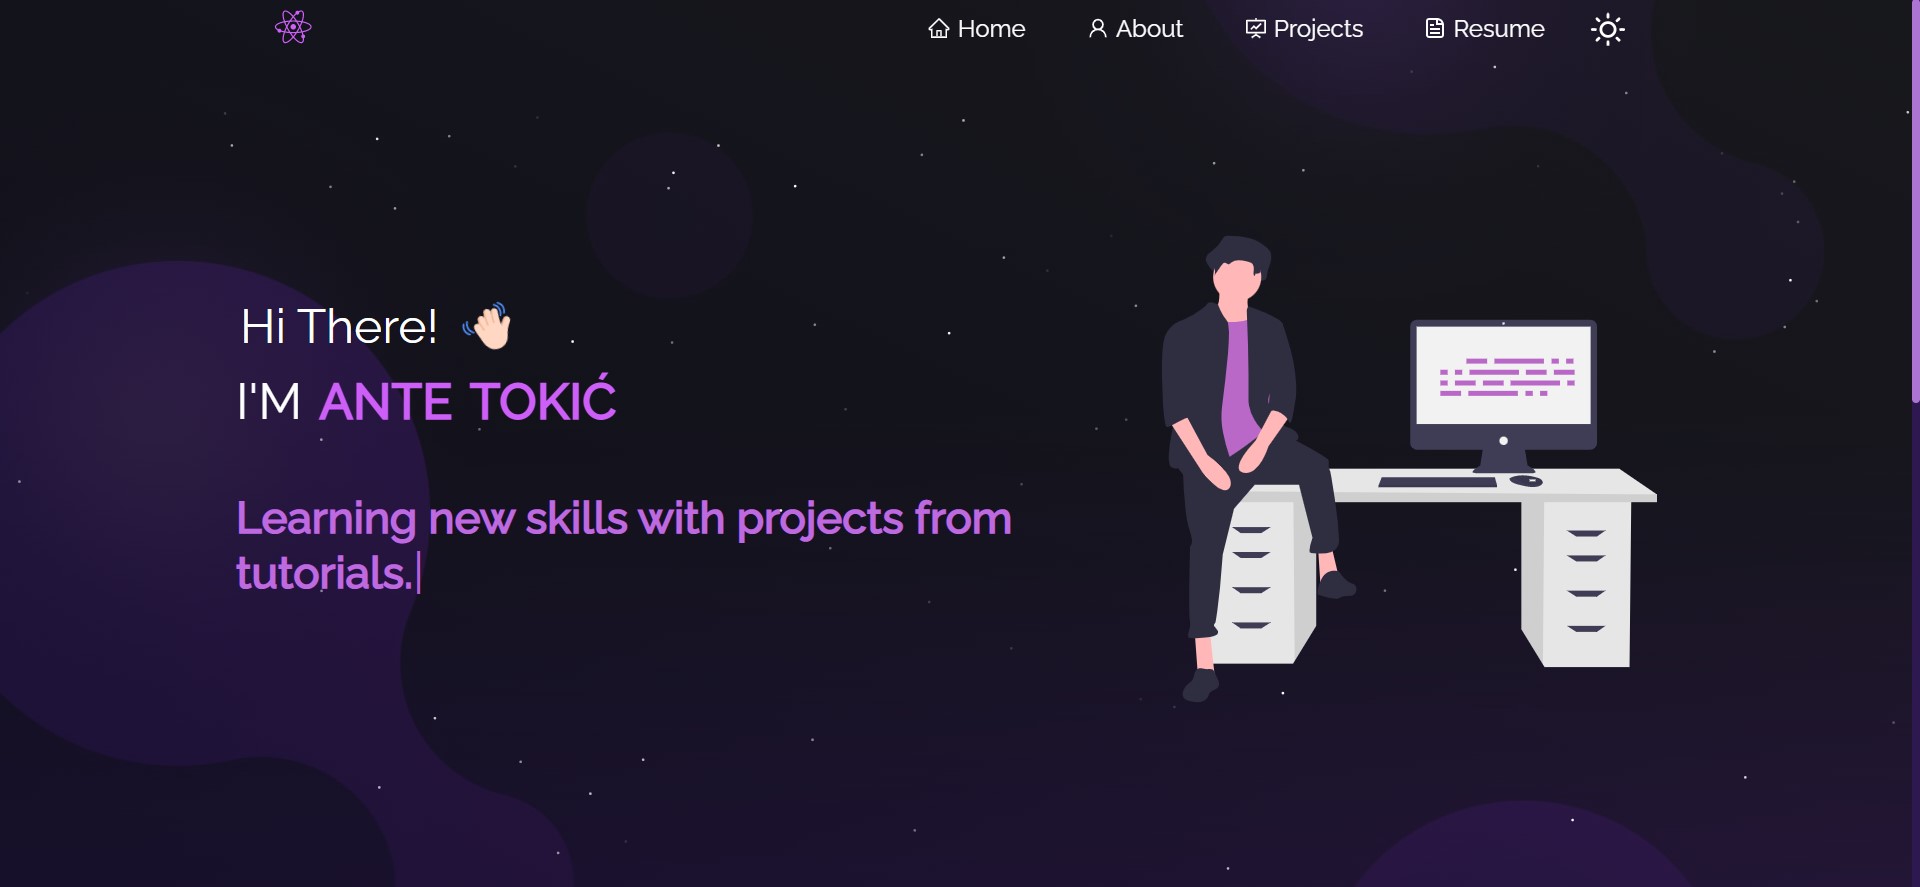 Home About Projects Resume
Hi There!
I'M ANTE TOKIĆ
Learning new skills with projects from
tutorials.